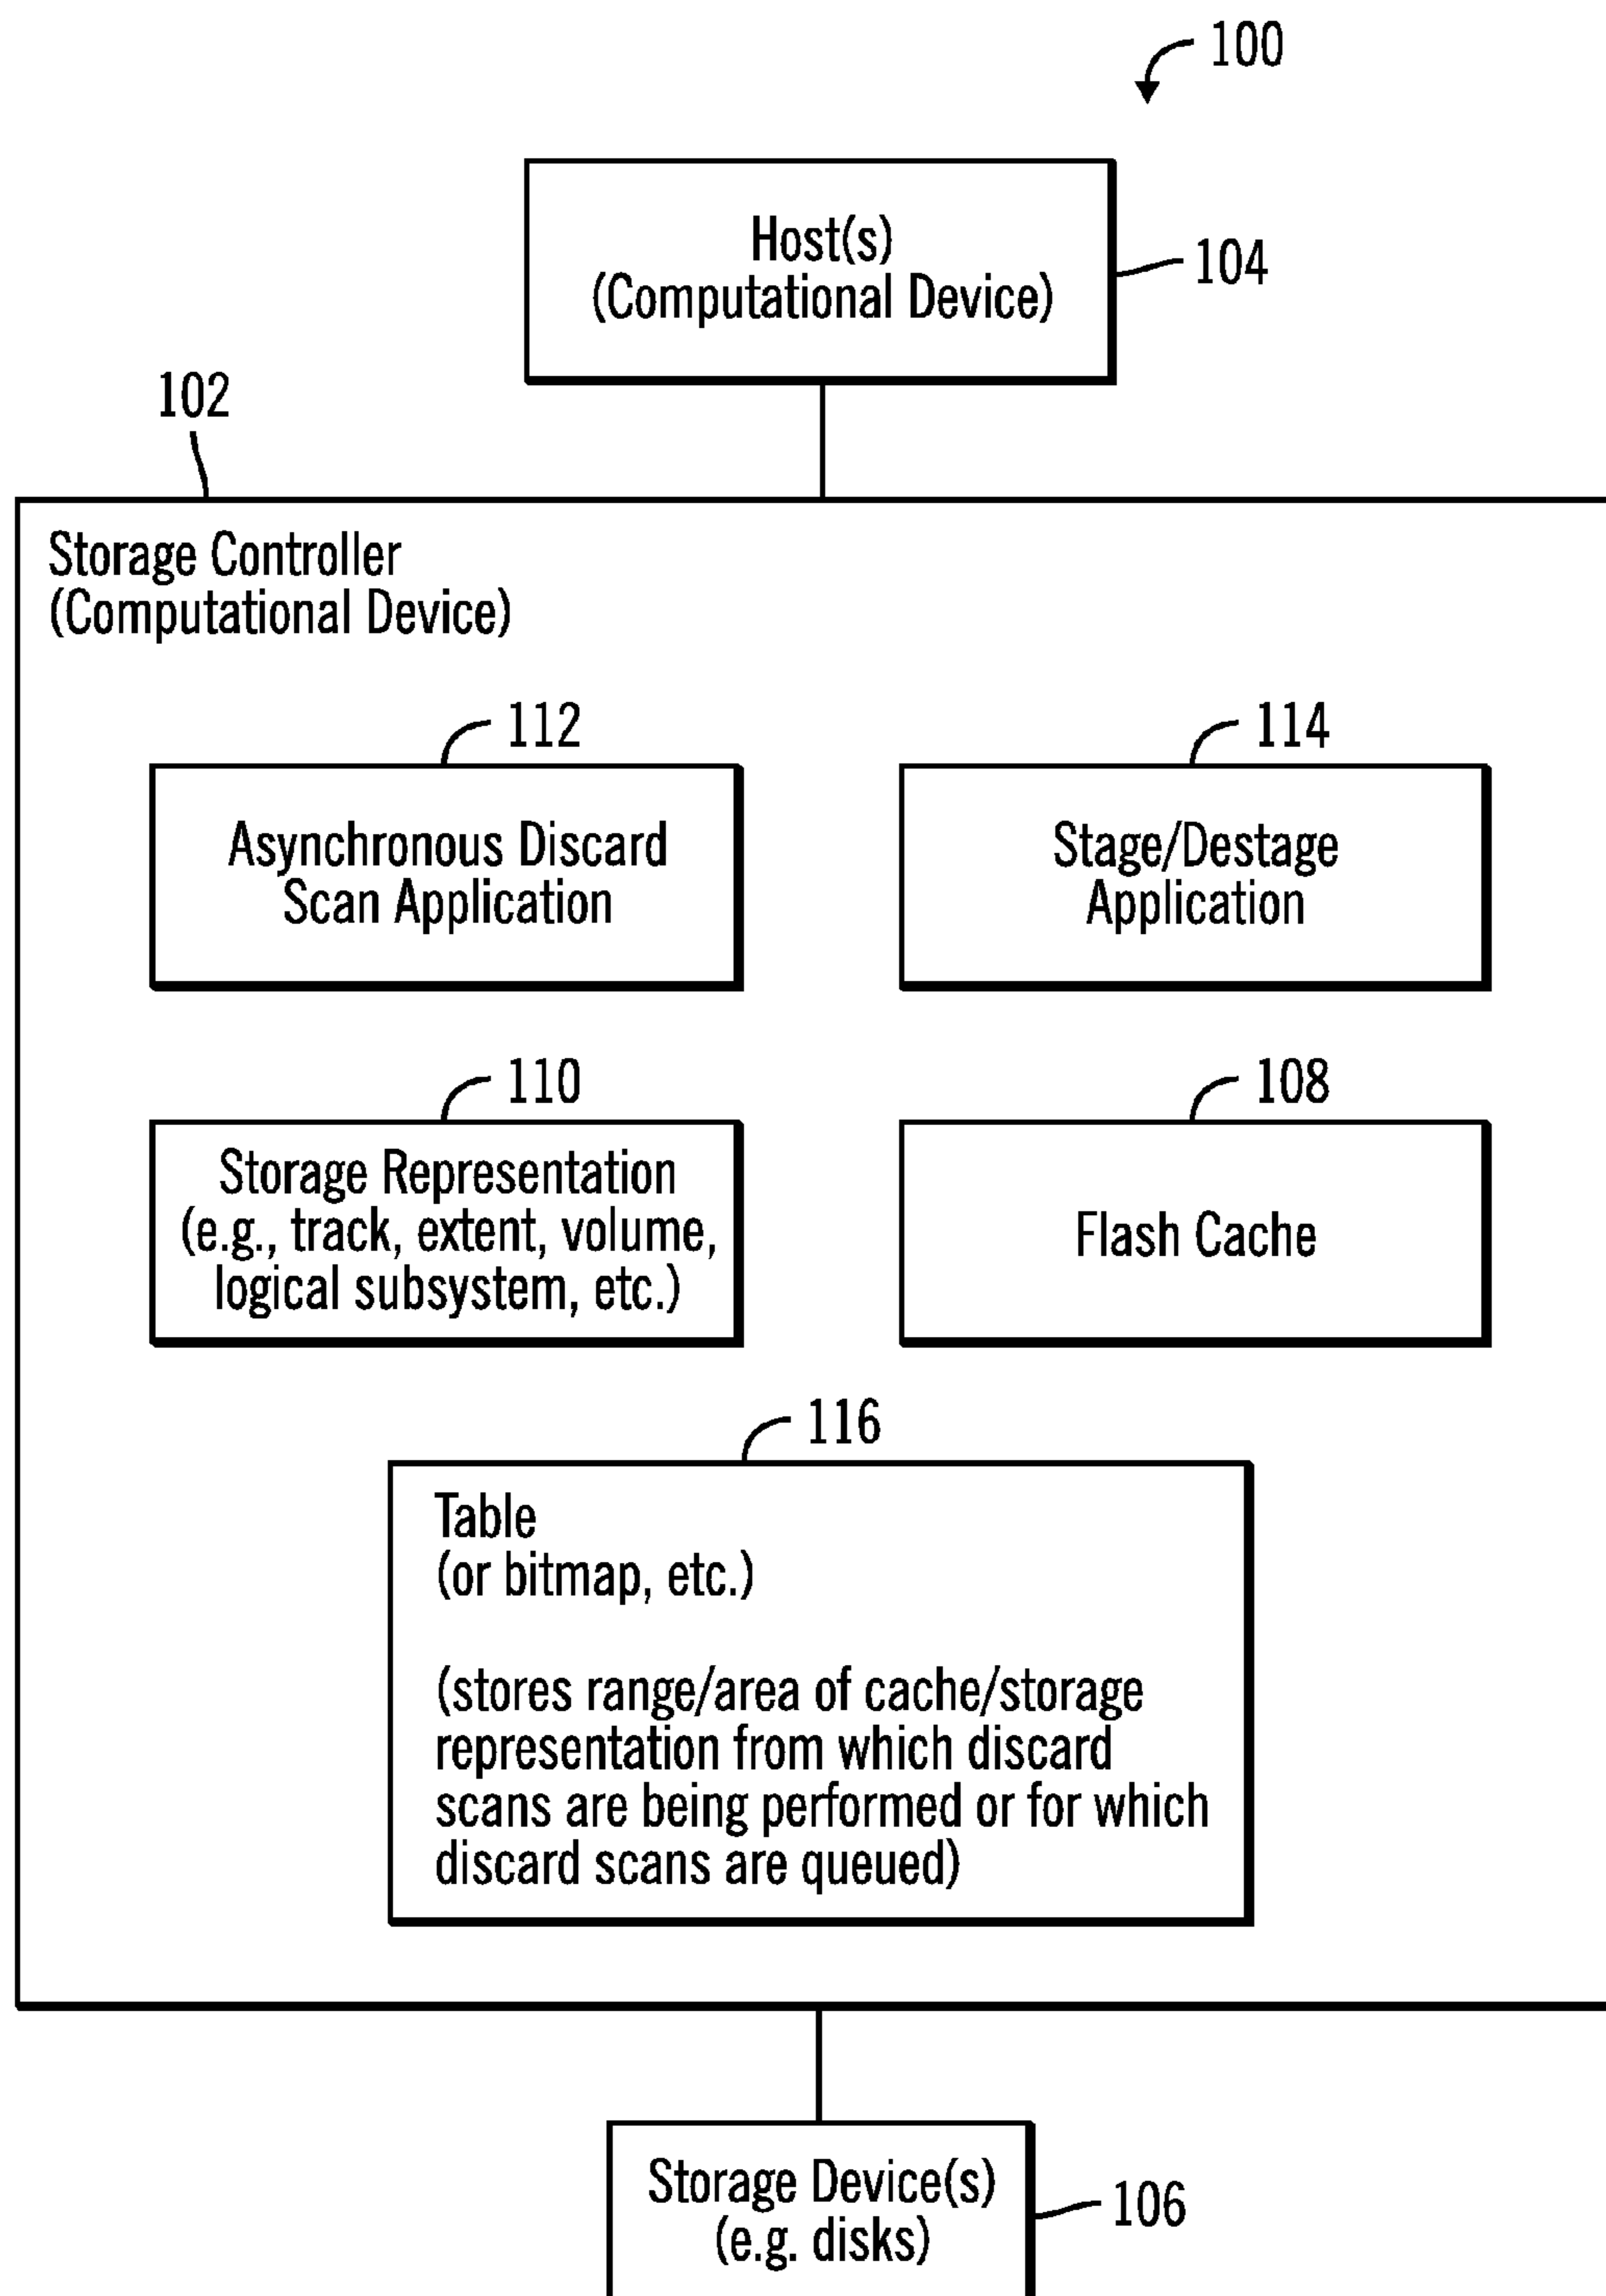 100
Host(s)
(Computational Device)
104
102
Storage Controller
(Computational Device)
112
114
Asynchronous Discard
Scan Application
Stage/Destage
Application
110
108
Storage Representation
(e.g., track, extent, volume,
logical subsystem, etc.)
Flash Cache
116
Table
(or bitmap, etc.)
(stores range/area of cache/storage
representation from which discard
scans are being performed or for which
discard scans are queued)
Storage Device(s)
(e.g. disks)
106